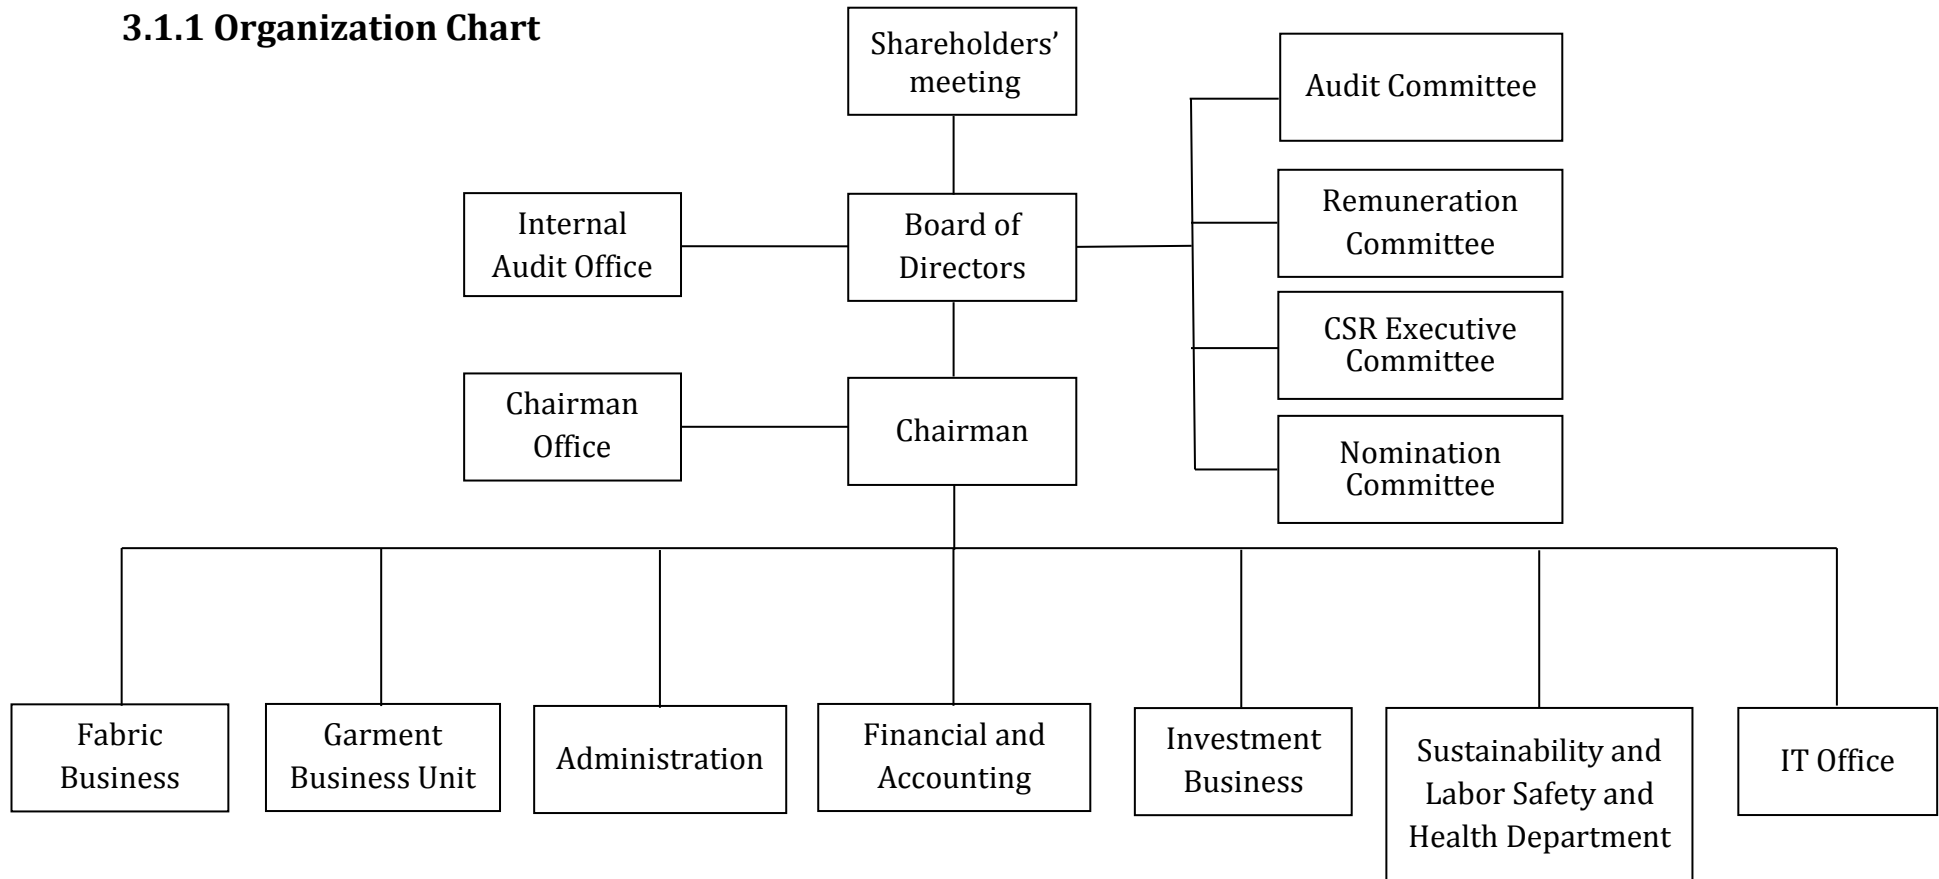 3.1.1 Organization Chart
Shareholders’
meeting
Audit Committee
Remuneration
Committee
Internal
Audit Office
Board of
Directors
CSR Executive
Committee
Chairman
Office
Chairman
Nomination
Committee
Fabric
Business
Garment
Business Unit
Administration
Financial and
Accounting
Investment
Business
Sustainability and
Labor Safety and
Health Department
IT Office